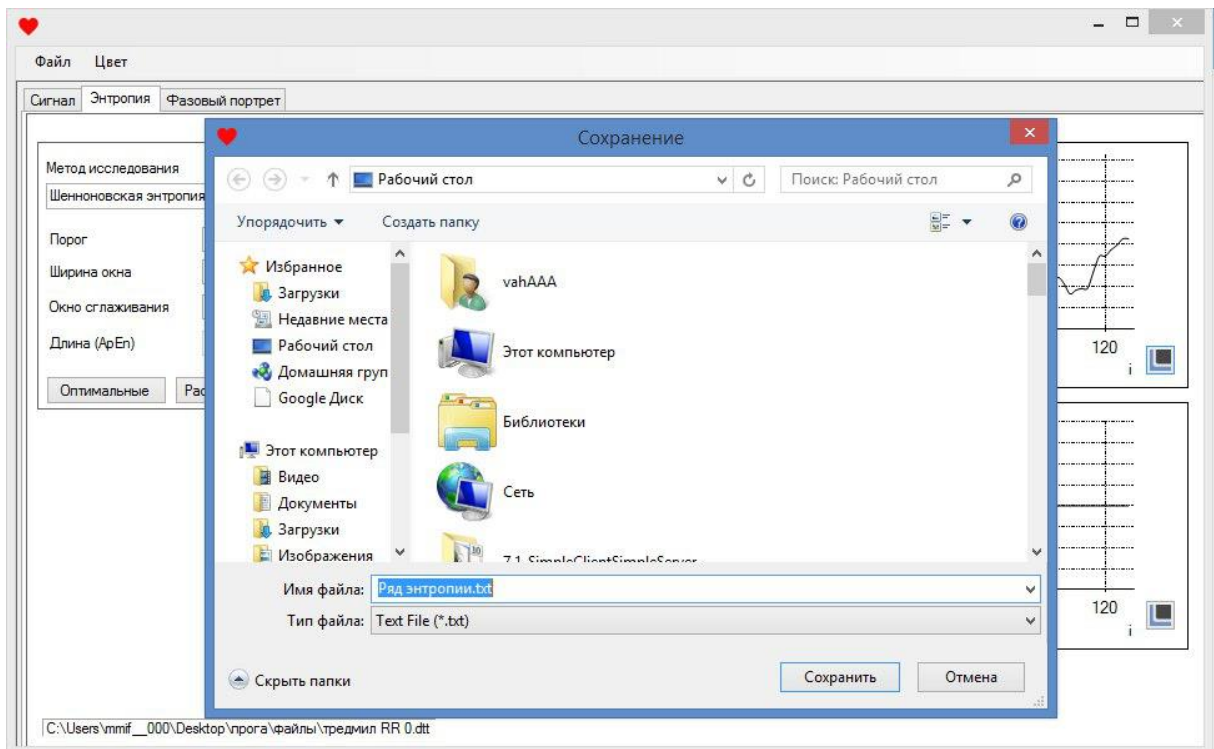 Файл Цвет
Сигнал Энтропия Фазовый портрет
Метод исследования
Шенноновская энтропия
Порог
Ширина окна
Окно сглаживания
Длина (ApEn)
Оптимальные Рас
Сохранение
Рабочий стол
Поиск: Рабочий стол
Упорядочить Создать папку
Избранное
Загрузки
Недавние места
Рабочий стол
Домашняя груп
Google Диск
Этот компьютер
Видео
Документы
Загрузки
Изображения
vahAAA
Этот компьютер
Библиотеки
Сеть
7.1_SimpleClientSimpleServer
Имя файла: Ряд энтропии.txt
Тип файла: Text File (*.txt)
Скрыть папки
Сохранить Отмена
120
i
120
i
C:\Users\mmif__000\Desktop\прога\файлы\тредмил RR 0.dtt